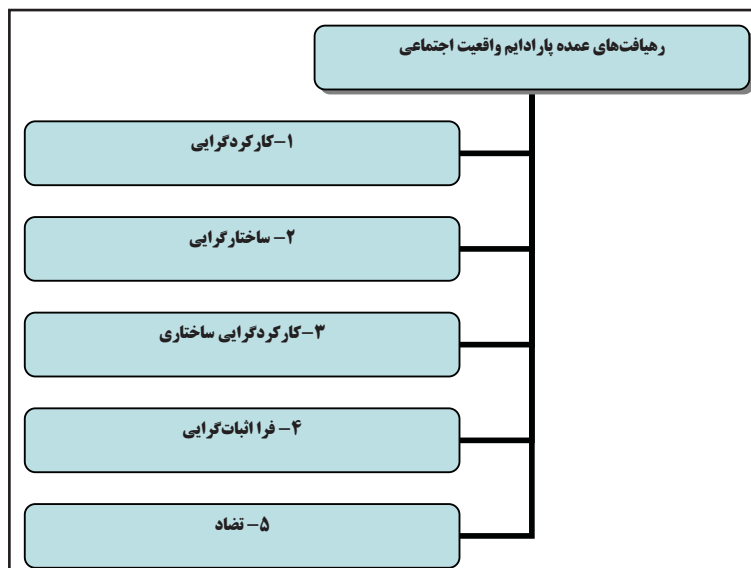 رهیافت‌های عمده پارادایم واقعیت اجتماعی
۱-کارکردگرایی
۲- ساختارگرایی
۳-کارکردگرایی ساختاری
۴- فرا اثبات‌گرایی
۵- تضاد